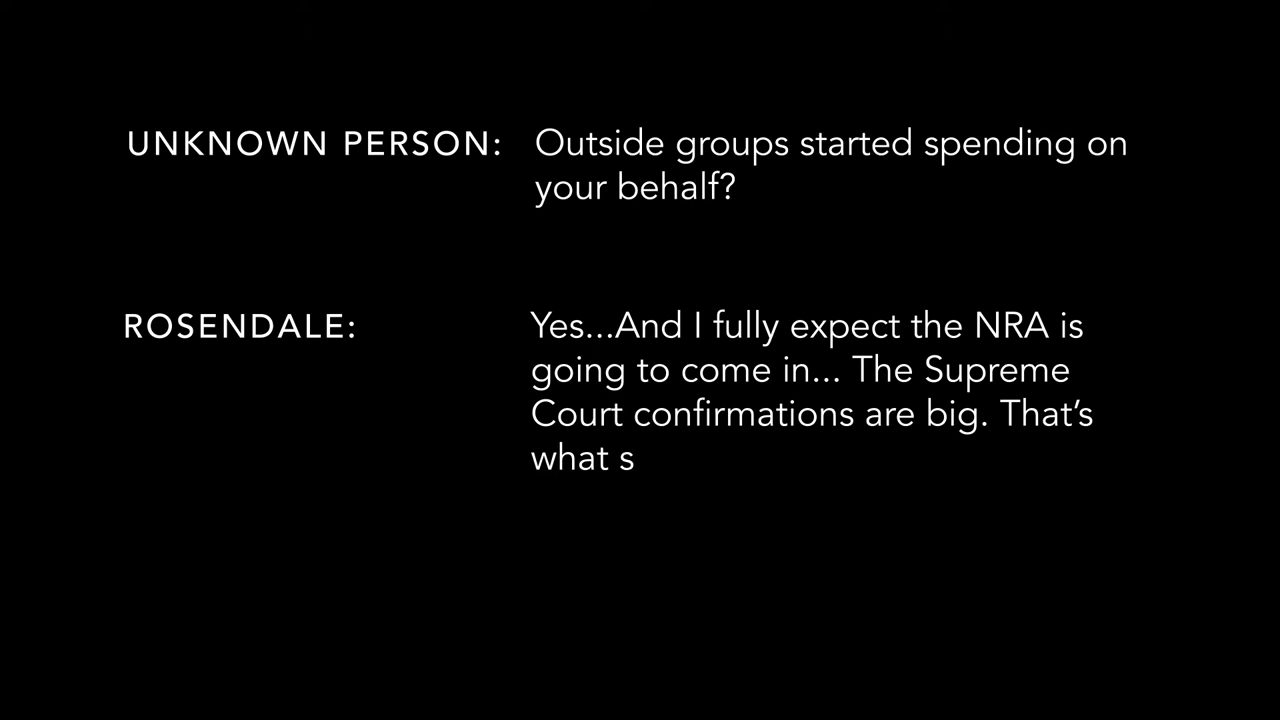 UNKNOWN PERSON: Outside groups started spending on
your behalf?
ROSENDALE: Yes...And I fully expect the NRA is
going to come in... The Supreme
Court confirmations are big. That’s
what s